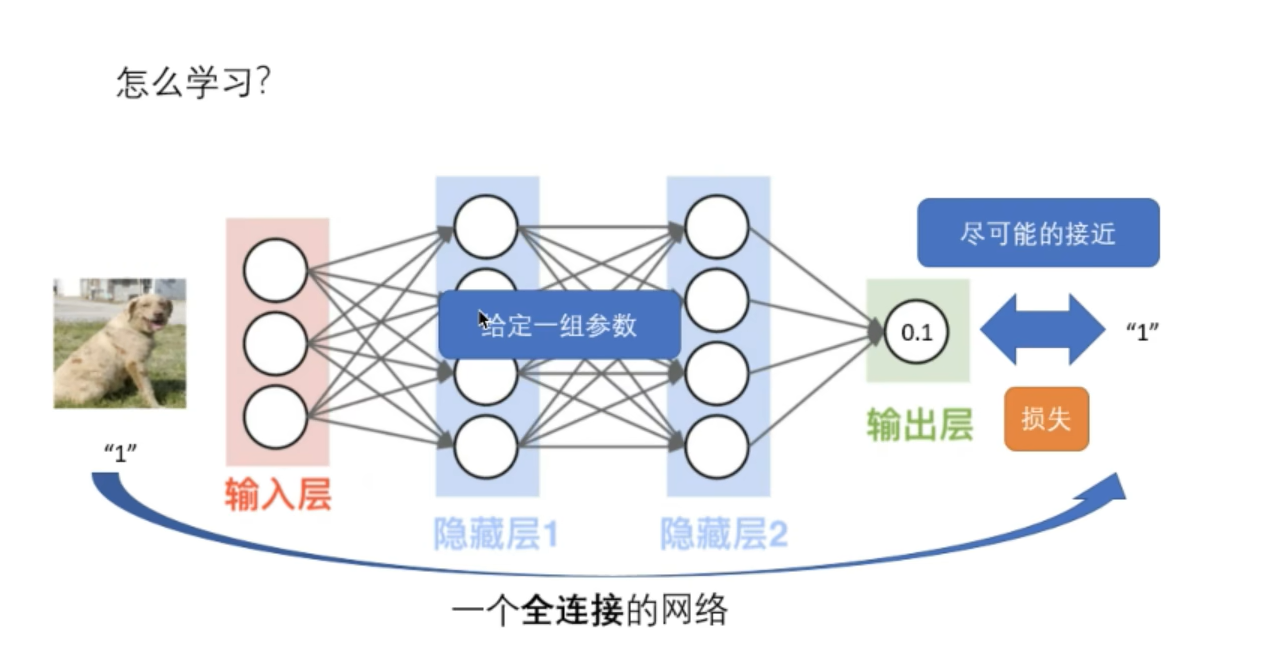 怎么学习?
尽可能的接近
给定一组参数
0.1
“1”
输出层
损失
“1”
输入层
隐藏层1
隐藏层2
一个全连接的网络